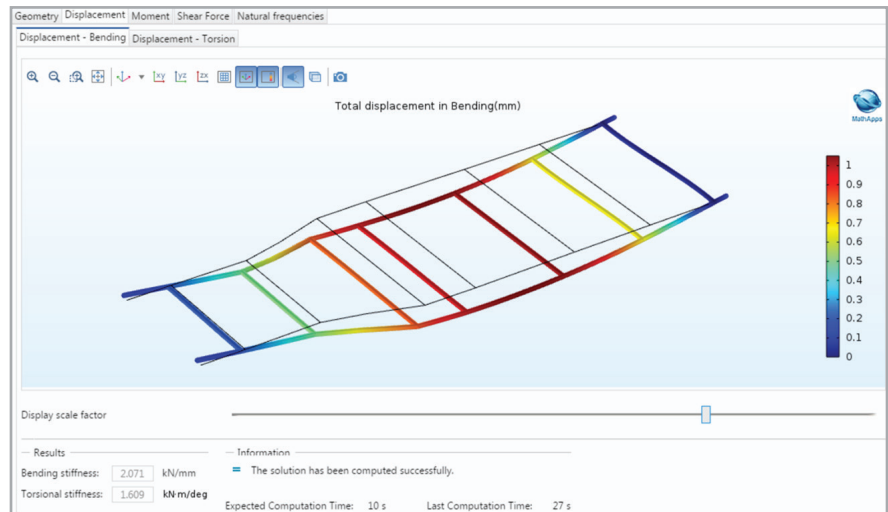 Geometry Displacement Moment Shear Force Natural frequencies
Displacement - Bending Displacement - Torsion
xy yz zx
Total displacement in Bending(mm)
MathApps
1
0.9
0.8
0.7
0.6
0.5
0.4
0.3
0.2
0.1
0
Display scale factor
Results Information
Bending stiffness: 2.071 kN/mm The solution has been computed successfully.
Torsional stiffness: 1.609 kN·m/deg
Expected Computation Time: 10 s Last Computation Time: 27 s